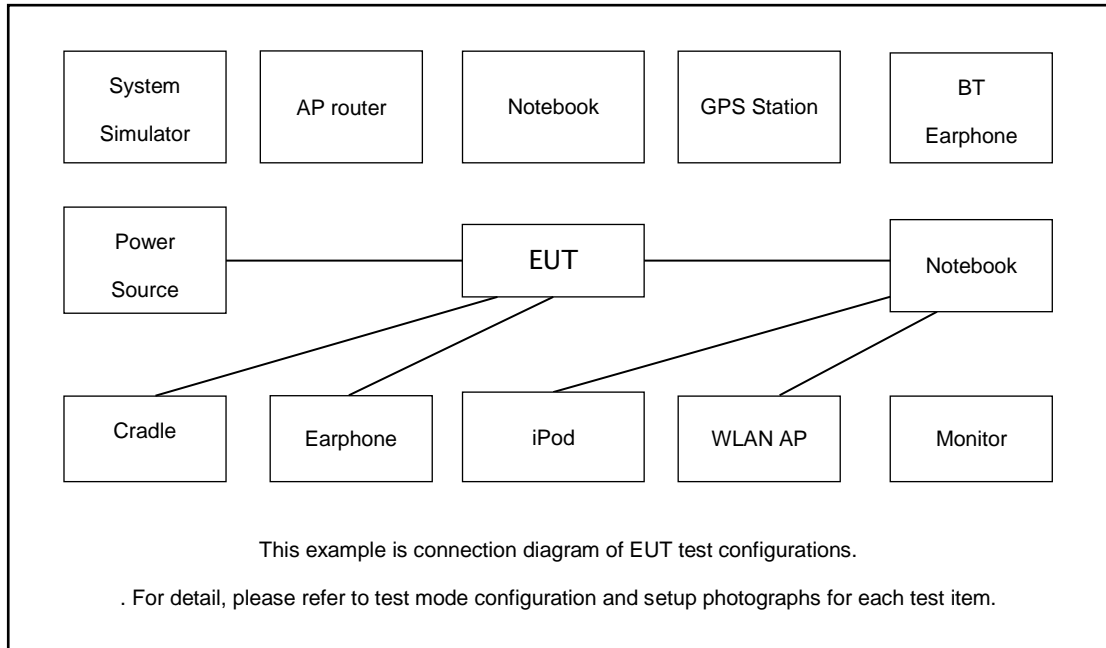 System
Simulator
AP router
Notebook
GPS Station
BT
Earphone
Power
Source
EUT
Notebook
Cradle
Earphone
iPod
WLAN AP
Monitor
This example is connection diagram of EUT test configurations.
. For detail, please refer to test mode configuration and setup photographs for each test item.